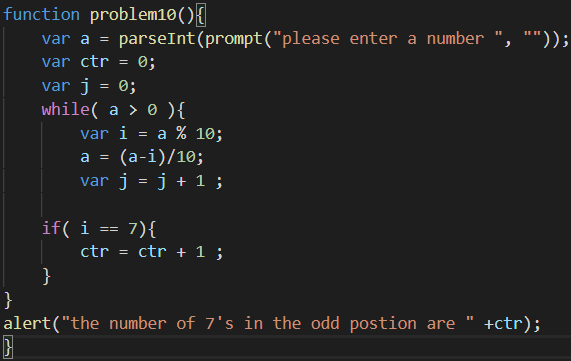 function problem10(){
var a = parseInt(prompt("please enter a number ", ""));
var ctr = 0;
var j = 0;
while( a > 0 ){
var i = a % 10;
a = (a-i)/10;
var j = j + 1 ;
if( i == 7){
ctr = ctr + 1 ;
}
}
alert("the number of 7's in the odd postion are " +ctr);
}